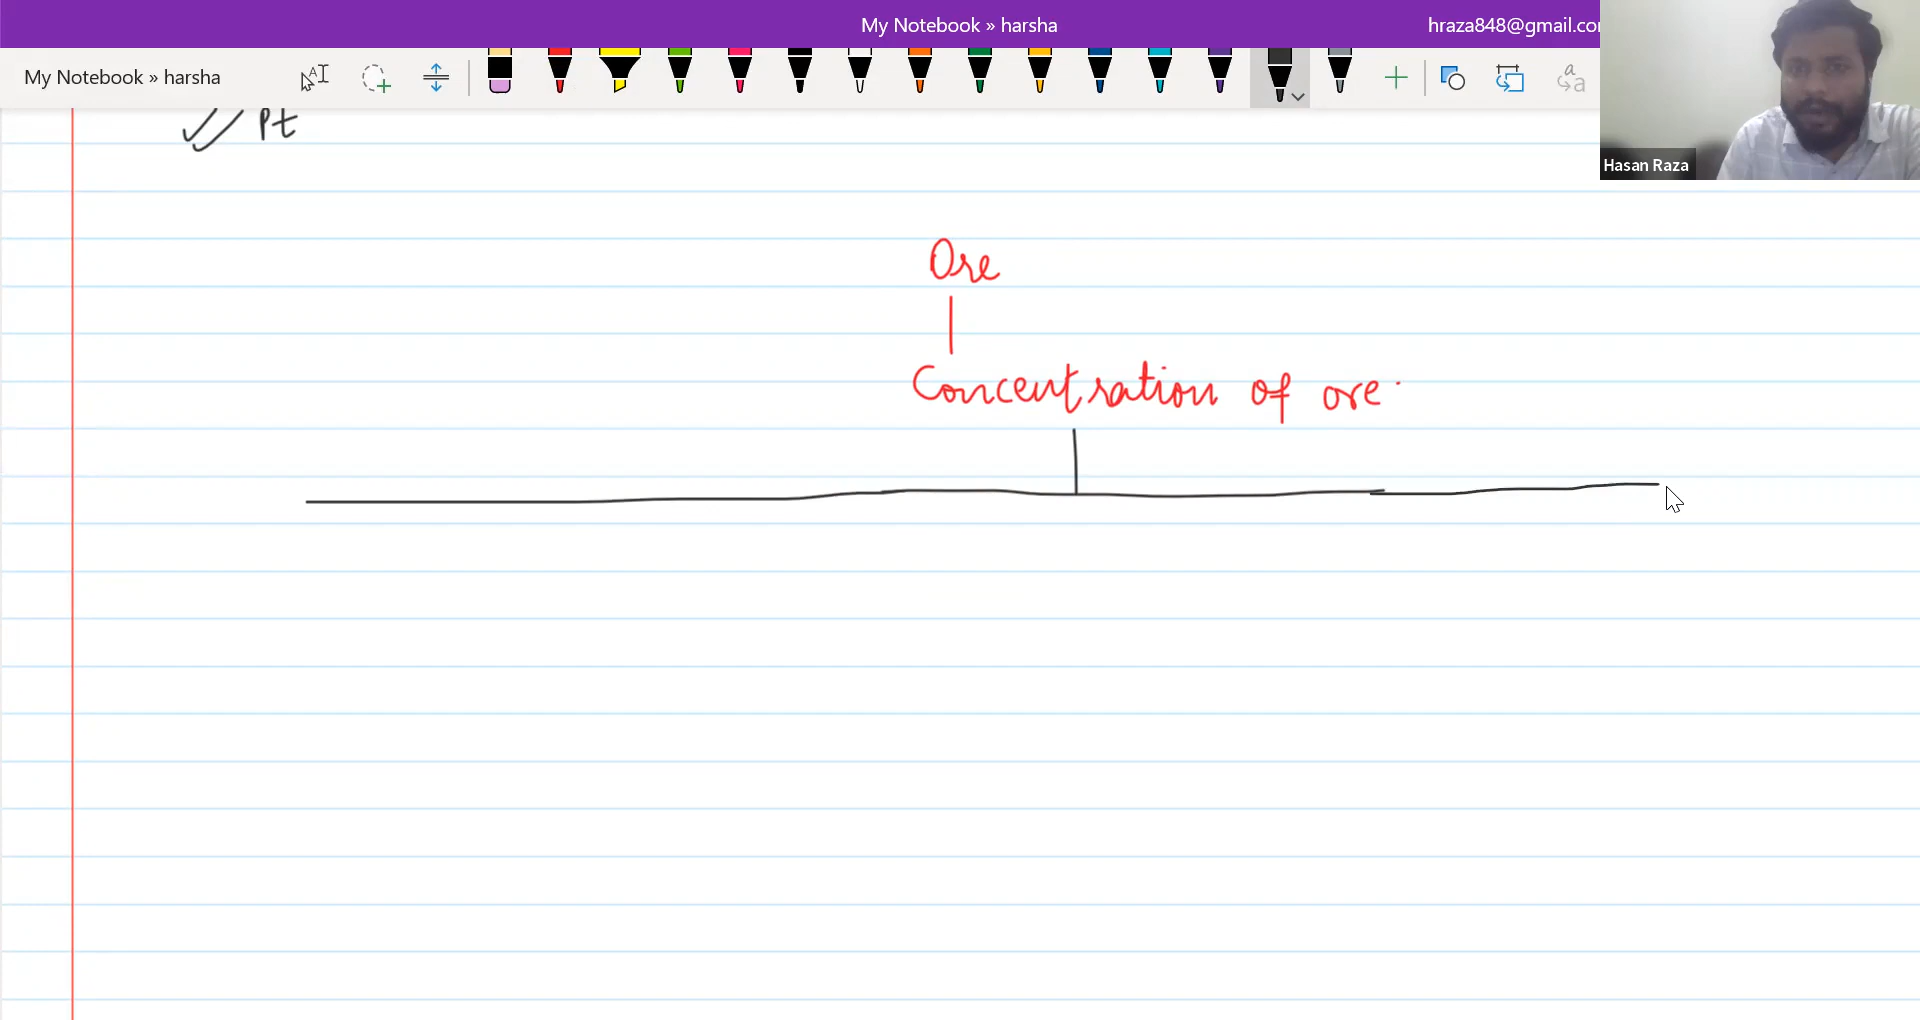 My Notebook » harsha
hraza848@gmail.co
My Notebook » harsha
Hasan Raza
Pt
Ore
Concentration of ore